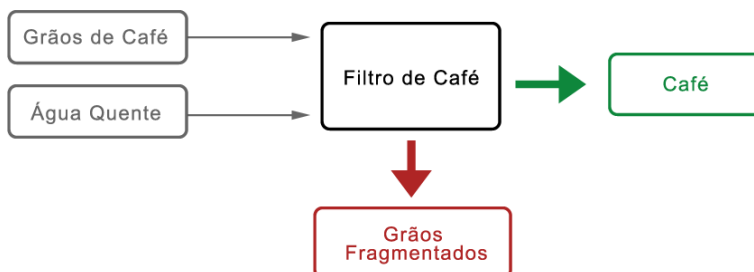 Grãos de Café
Filtro de Café
Café
Água Quente
Grãos
Fragmentados